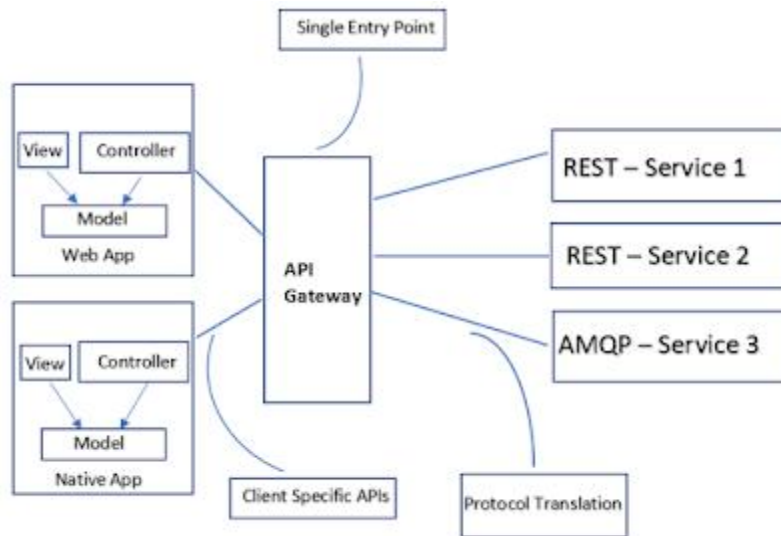 Single Entry Point
View
Controller
Model
Web App
API
Gateway
REST – Service 1
REST – Service 2
AMQP – Service 3
View
Controller
Model
Native App
Client Specific APIs
Protocol Translation